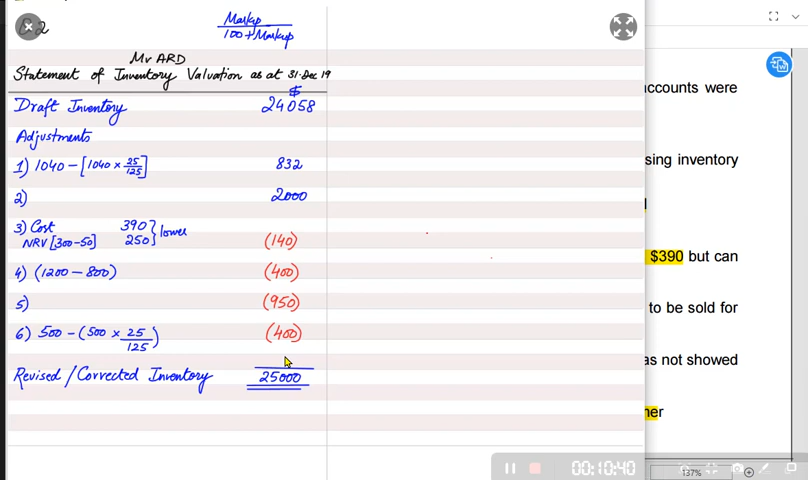 Q2
Markup
100 + Markup
Mr ARD
Statement of Inventory Valuation as at 31-Dec 19
$
Draft Inventory 24058
Adjustments
1) 1040 - [1040 × 25/125] 832
2) 2000
3) Cost 390 } lower
NRV [300-50] 250 (140)
4) (1200 - 800) (400)
5) (950)
6) 500 - (500 × 25/125) (400)
Revised / Corrected Inventory 25000
accounts were
sing inventory
$390 but can
to be sold for
as not showed
00:10:40
137%